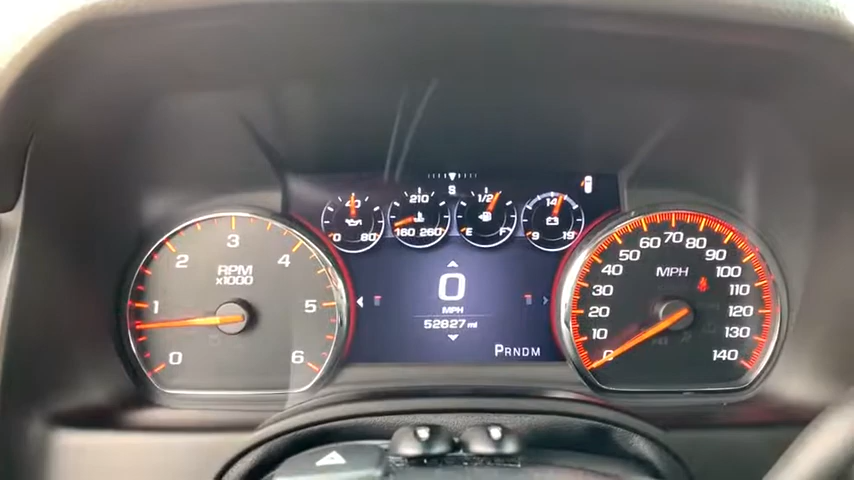 S
40
0 80
210
160 260
1/2
E F
14
9 19
0 1 2 3 4 5 6
RPM
x1000
0
MPH
52827 mi
PRNDM
0 10 20 30 40 50 60 70 80 90 100 110 120 130 140
MPH